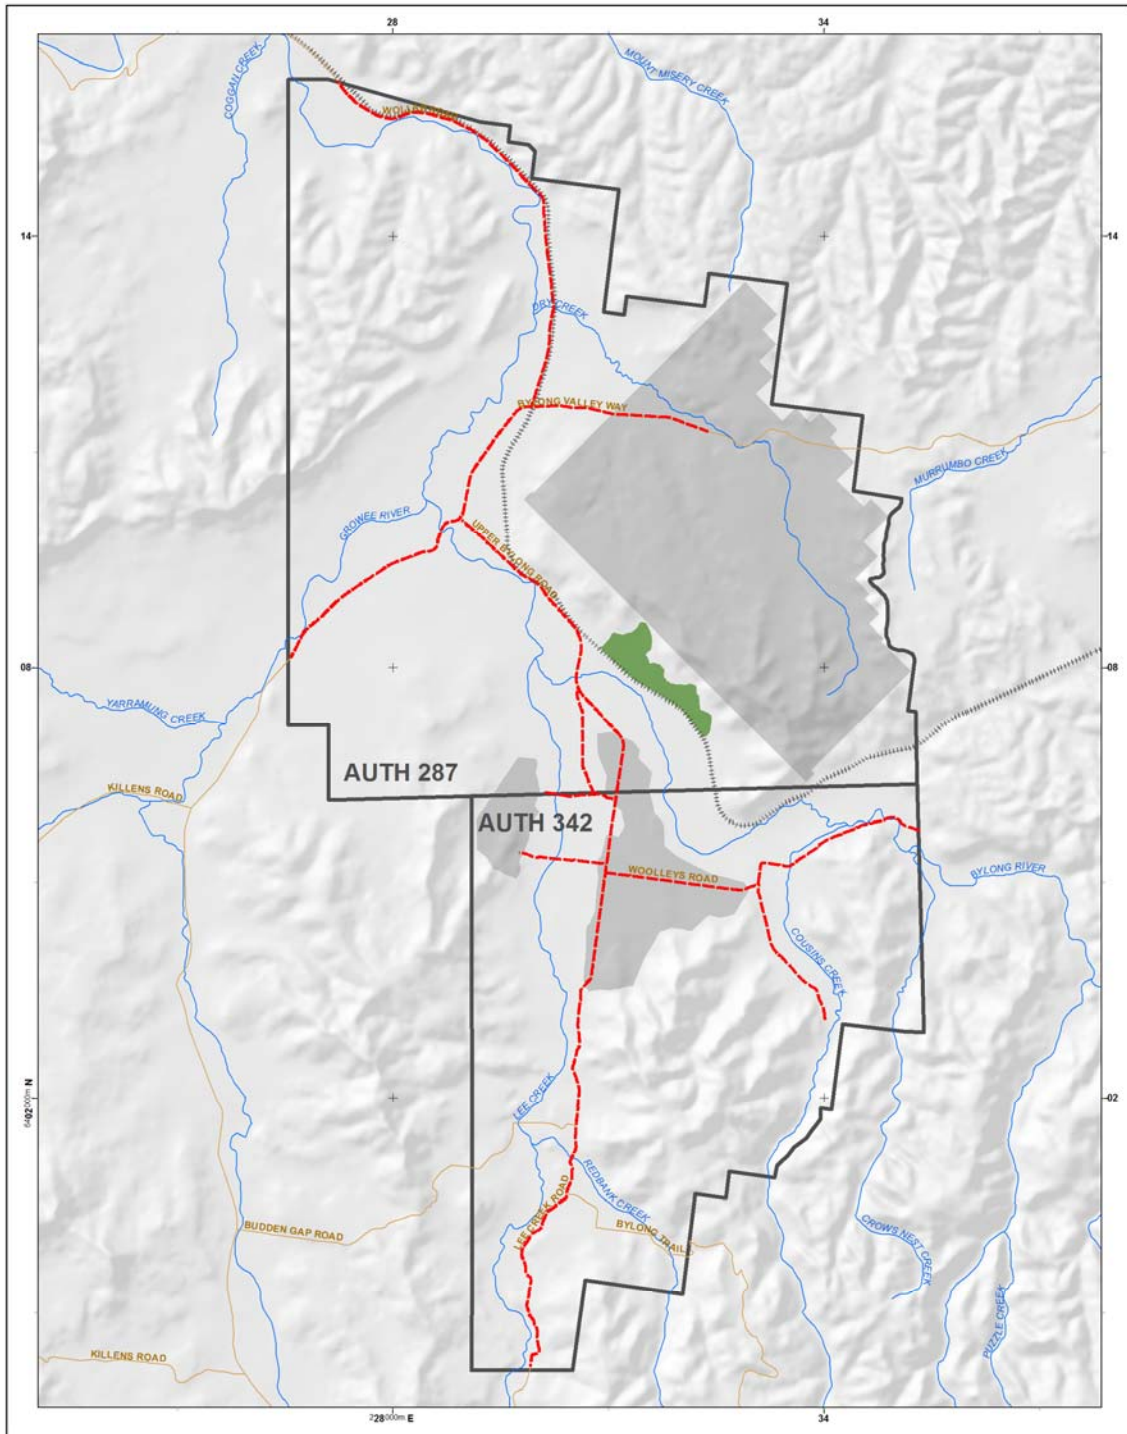 28
34
COGGAN CREEK
MOUNT MISERY CREEK
14
14
DRY CREEK
BYLONG VALLEY WAY
MURRUMBO CREEK
GROWEE RIVER
UPPER BYLONG ROAD
08
08
YARRAMUNG CREEK
AUTH 287
KILLENS ROAD
AUTH 342
WOOLLEYS ROAD
BYLONG RIVER
COUSINS CREEK
02
N
02
LEE CREEK
REDBANK CREEK
LEE CREEK ROAD
BUDDEN GAP ROAD
BYLONG TRAIL
CROWS NEST CREEK
PUZZLE CREEK
KILLENS ROAD
28
000m E
34